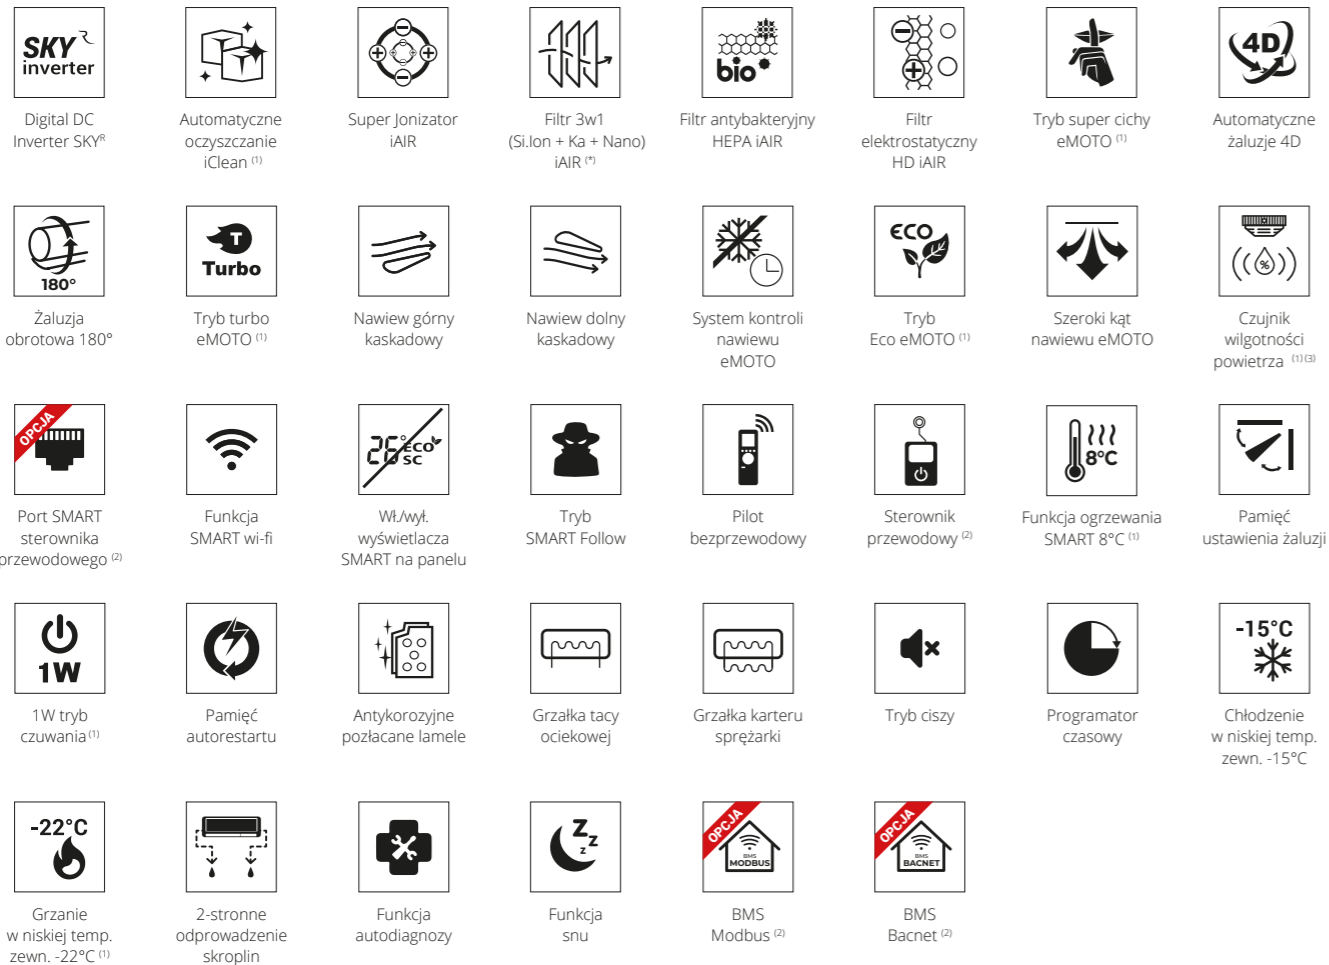 SKY R
inverter
bio
4D
Digital DC
Inverter SKYᴿ
Automatyczne
oczyszczanie
iClean (1)
Super Jonizator
iAIR
Filtr 3w1
(Si.Ion + Ka + Nano)
iAIR (*)
Filtr antybakteryjny
HEPA iAIR
Filtr
elektrostatyczny
HD iAIR
Tryb super cichy
eMOTO (1)
Automatyczne
żaluzje 4D
180°
T
Turbo
ECO
%
Żaluzja
obrotowa 180°
Tryb turbo
eMOTO (1)
Nawiew górny
kaskadowy
Nawiew dolny
kaskadowy
System kontroli
nawiewu
eMOTO
Tryb
Eco eMOTO (1)
Szeroki kąt
nawiewu eMOTO
Czujnik
wilgotności
powietrza (1)(3)
OPCJA
26° ECO
SC
8°C
Port SMART
sterownika
przewodowego (2)
Funkcja
SMART wi-fi
Wł./wył.
wyświetlacza
SMART na panelu
Tryb
SMART Follow
Pilot
bezprzewodowy
Sterownik
przewodowy (2)
Funkcja ogrzewania
SMART 8°C (1)
Pamięć
ustawienia żaluzji
1W
-15°C
1W tryb
czuwania (1)
Pamięć
autorestartu
Antykorozyjne
pozłacane lamele
Grzałka tacy
ociekowej
Grzałka karteru
sprężarki
Tryb ciszy
Programator
czasowy
Chłodzenie
w niskiej temp.
zewn. -15°C
-22°C
Z z z
OPCJA
BMS
MODBUS
OPCJA
BMS
BACNET
Grzanie
w niskiej temp.
zewn. -22°C (1)
2-stronne
odprowadzenie
skroplin
Funkcja
autodiagnozy
Funkcja
snu
BMS
Modbus (2)
BMS
Bacnet (2)